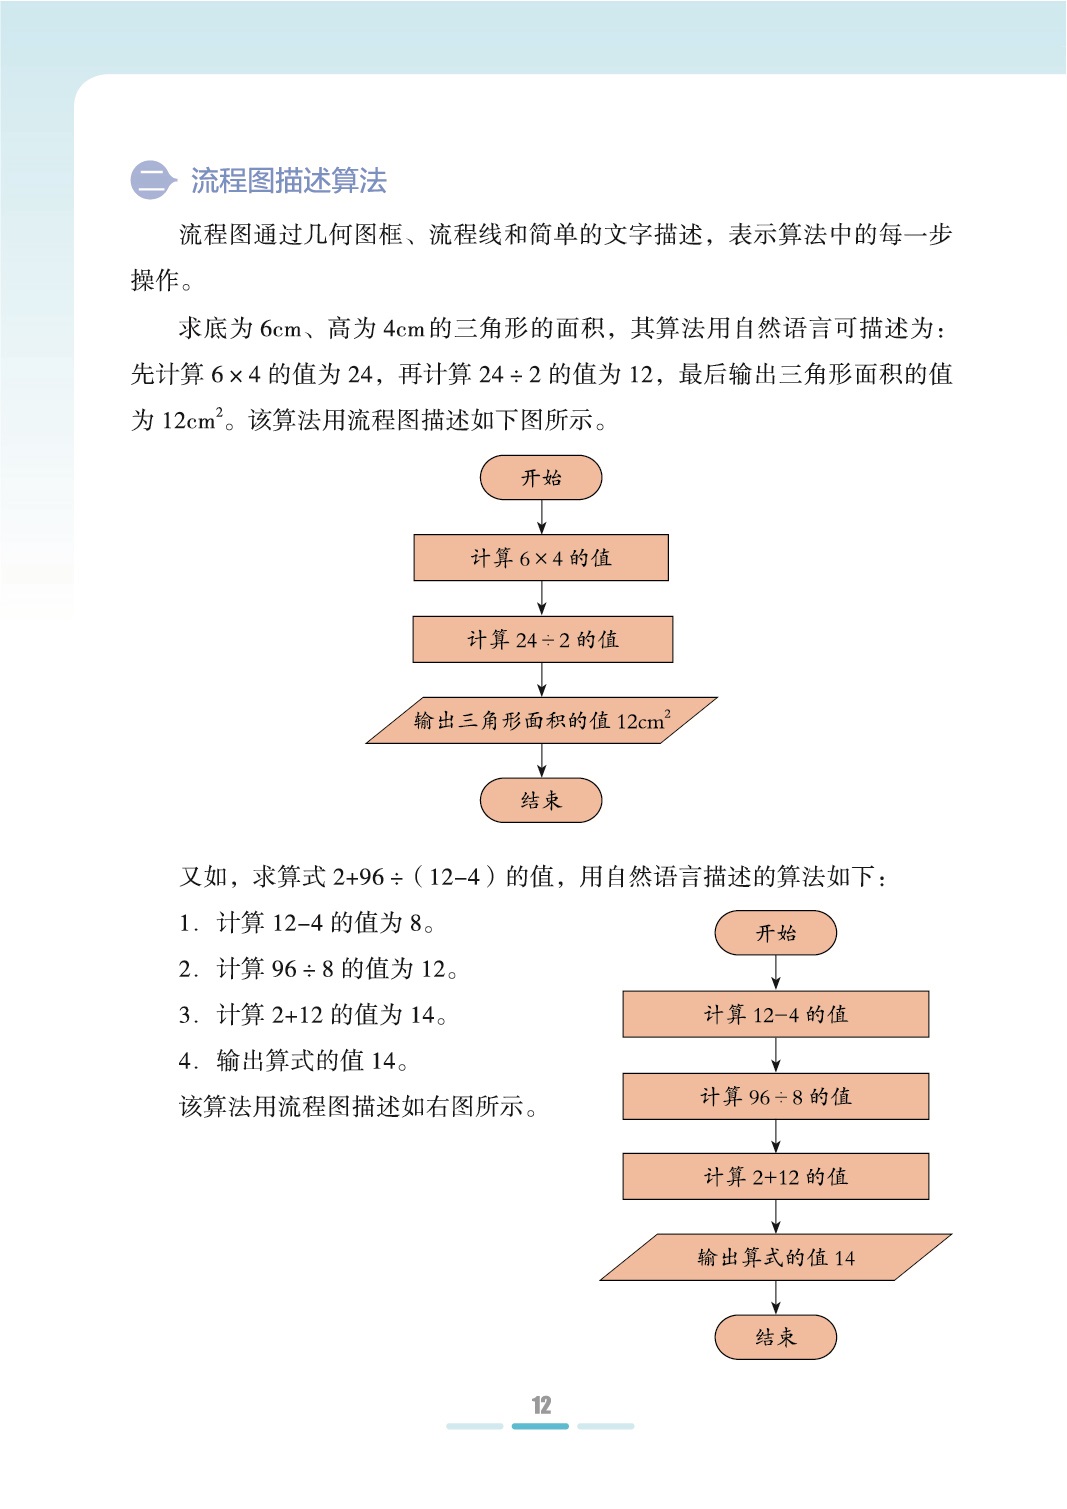 二 流程图描述算法
流程图通过几何图框、流程线和简单的文字描述，表示算法中的每一步
操作。
求底为 6cm、高为 4cm的三角形的面积，其算法用自然语言可描述为：
先计算 6×4 的值为 24，再计算 24÷2 的值为 12，最后输出三角形面积的值
为 12cm²。该算法用流程图描述如下图所示。
开始
计算 6×4 的值
计算 24÷2 的值
输出三角形面积的值 12cm²
结束
又如，求算式 2+96÷（12-4）的值，用自然语言描述的算法如下：
1. 计算 12-4 的值为 8。
2. 计算 96÷8 的值为 12。
3. 计算 2+12 的值为 14。
4. 输出算式的值 14。
该算法用流程图描述如右图所示。
开始
计算 12-4 的值
计算 96÷8 的值
计算 2+12 的值
输出算式的值 14
结束
12